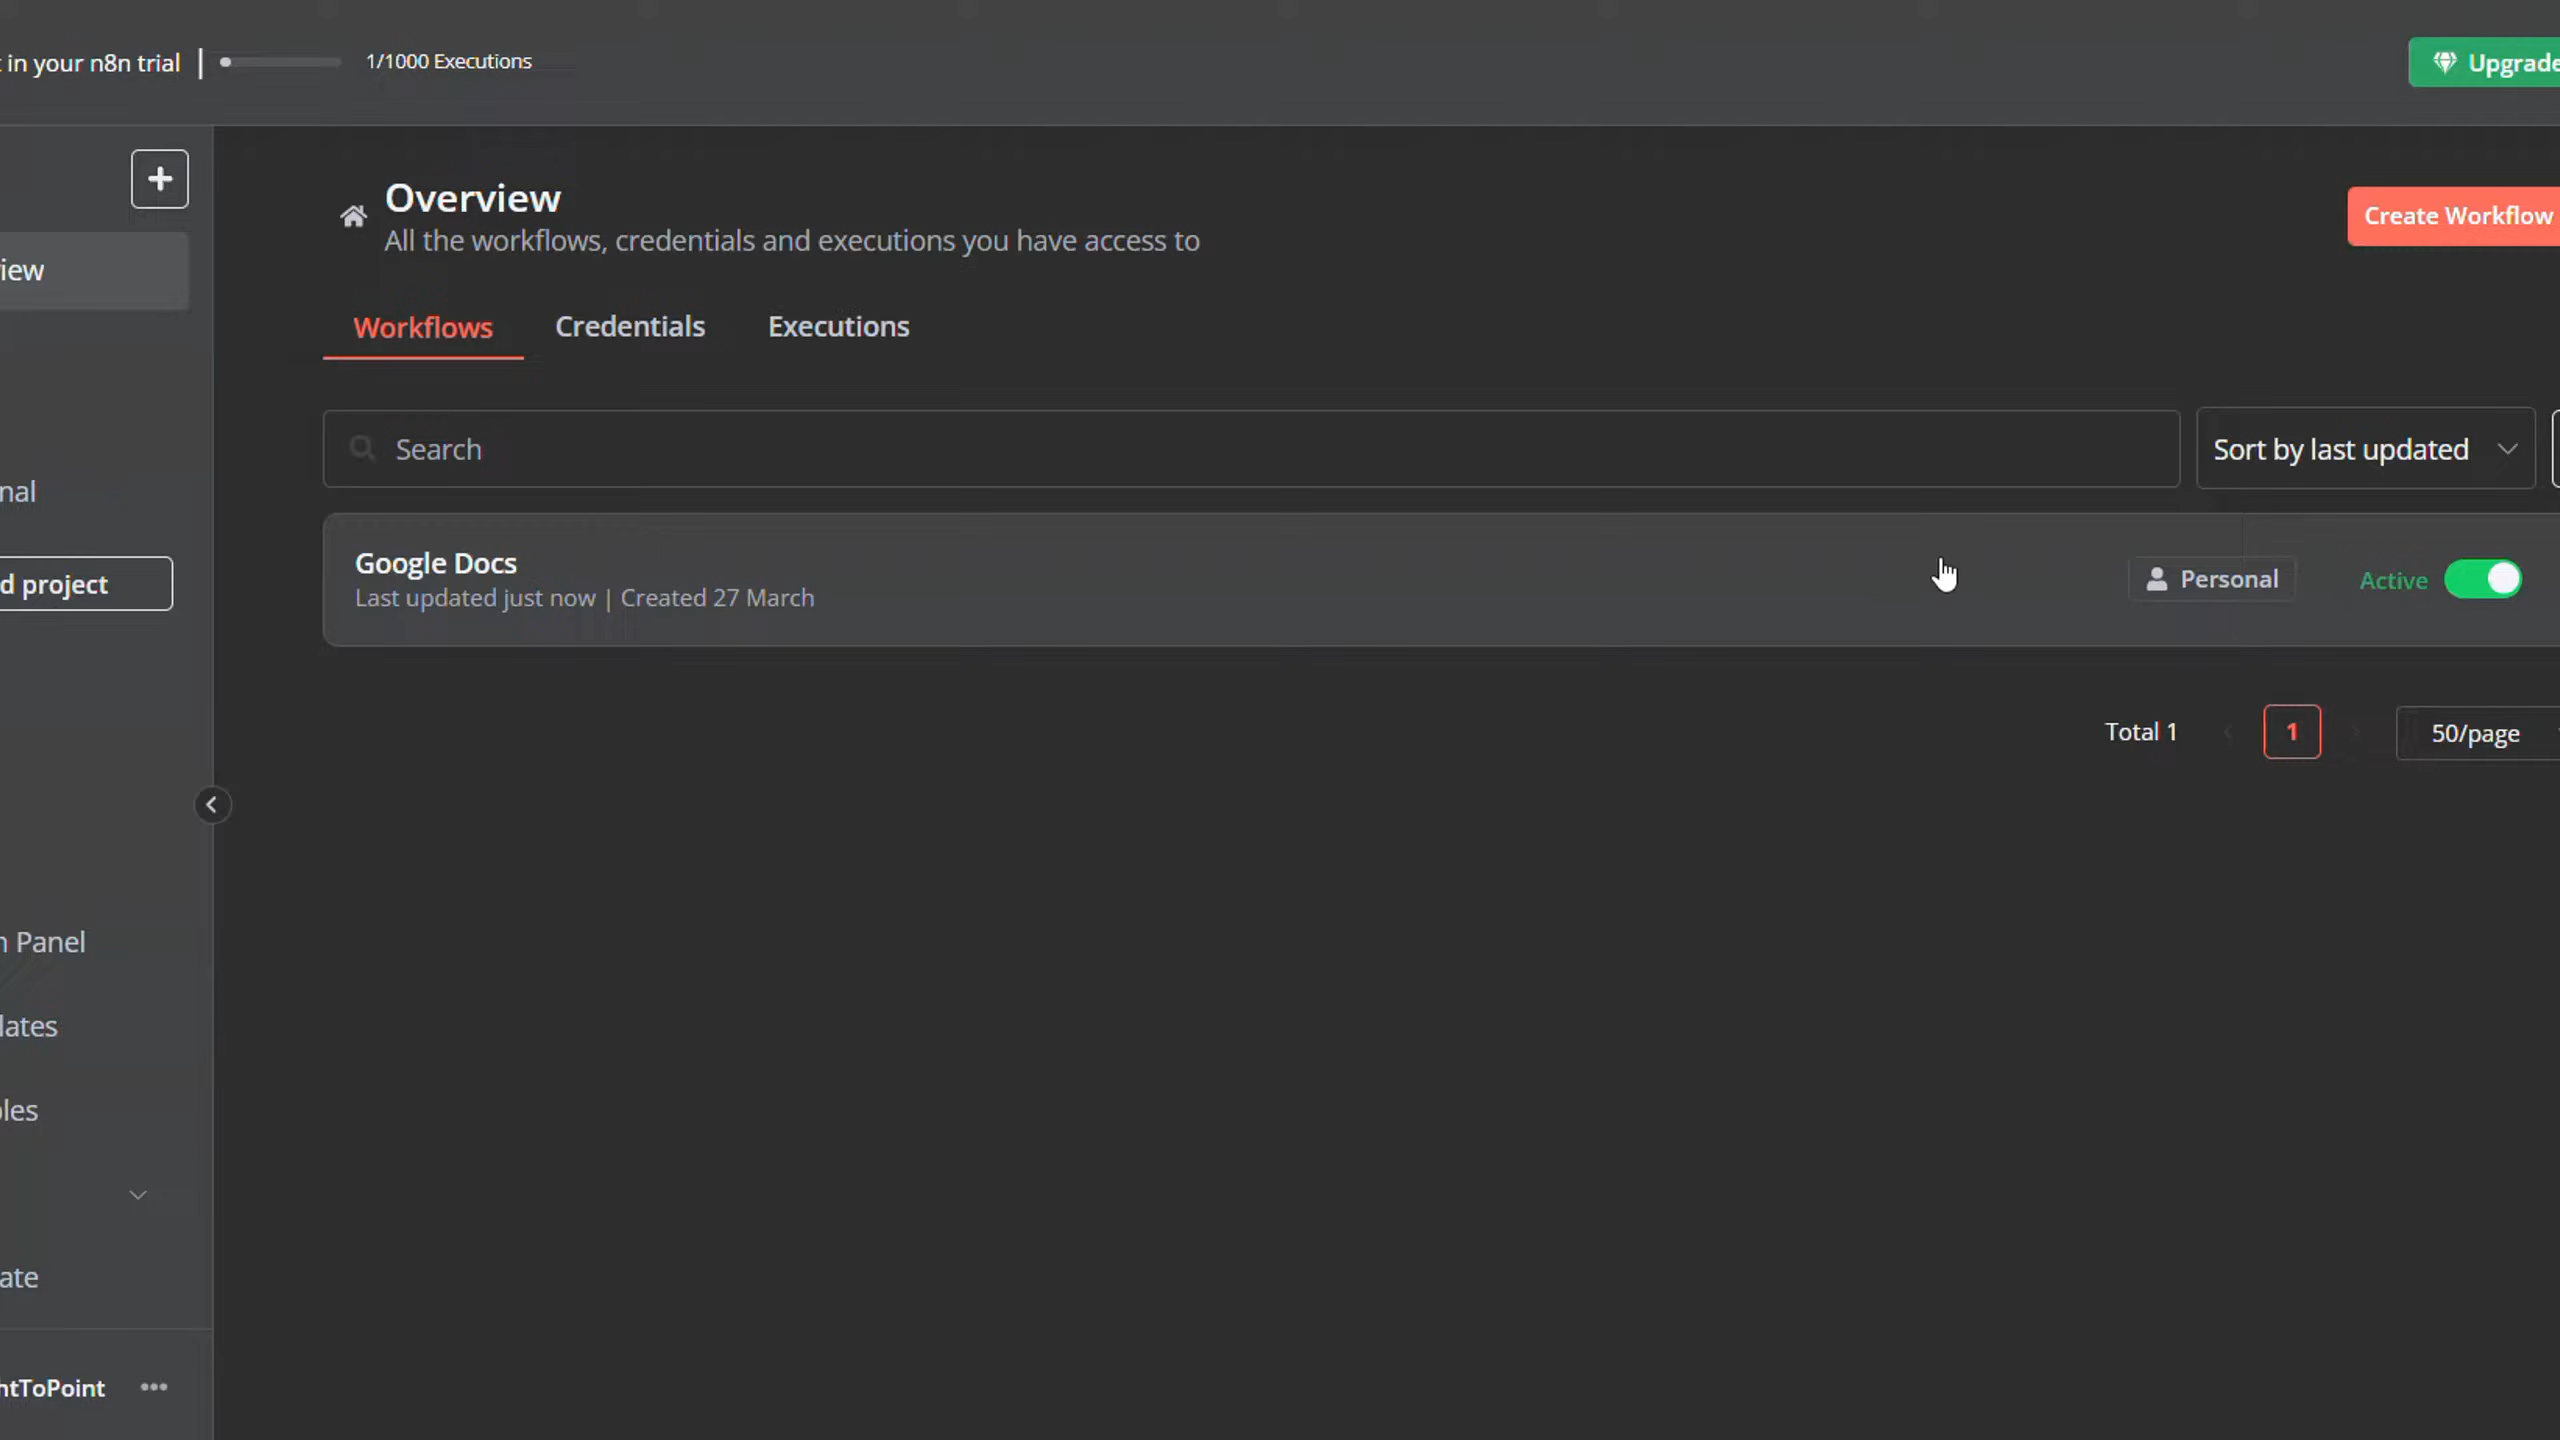 in your n8n trial
1/1000 Executions
Upgrade
Overview
All the workflows, credentials and executions you have access to
Create Workflow
iew
Workflows
Credentials
Executions
Search
Sort by last updated
nal
Google Docs
Last updated just now | Created 27 March
Personal
Active
d project
Total 1
1
50/page
n Panel
lates
les
ate
htToPoint